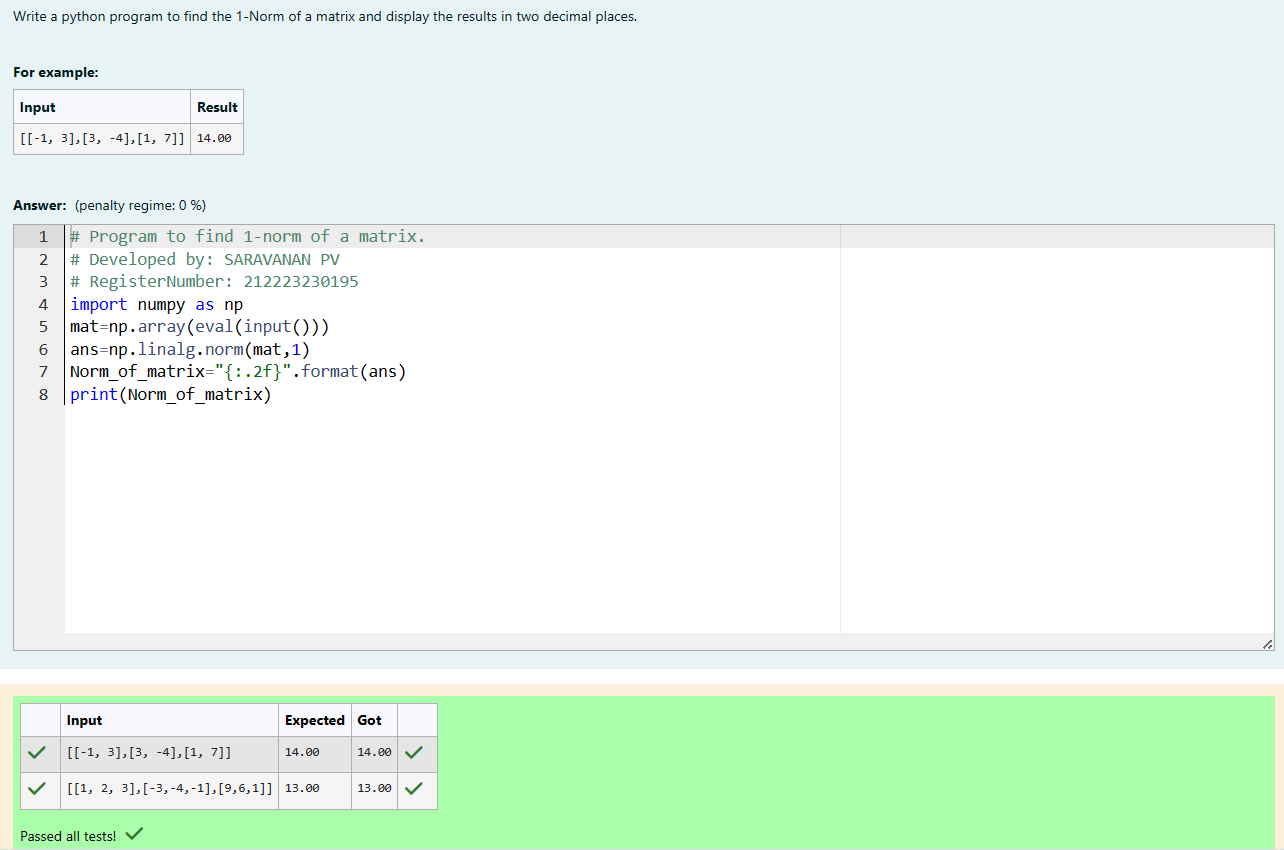 Write a python program to find the 1-Norm of a matrix and display the results in two decimal places.
For example:
Input Result
[[-1, 3],[3, -4],[1, 7]] 14.00
Answer: (penalty regime: 0 %)
1 # Program to find 1-norm of a matrix.
2 # Developed by: SARAVANAN PV
3 # RegisterNumber: 212223230195
4 import numpy as np
5 mat=np.array(eval(input()))
6 ans=np.linalg.norm(mat,1)
7 Norm_of_matrix="{:.2f}".format(ans)
8 print(Norm_of_matrix)
Input Expected Got
[[-1, 3],[3, -4],[1, 7]] 14.00 14.00
[[1, 2, 3],[-3,-4,-1],[9,6,1]] 13.00 13.00
Passed all tests!